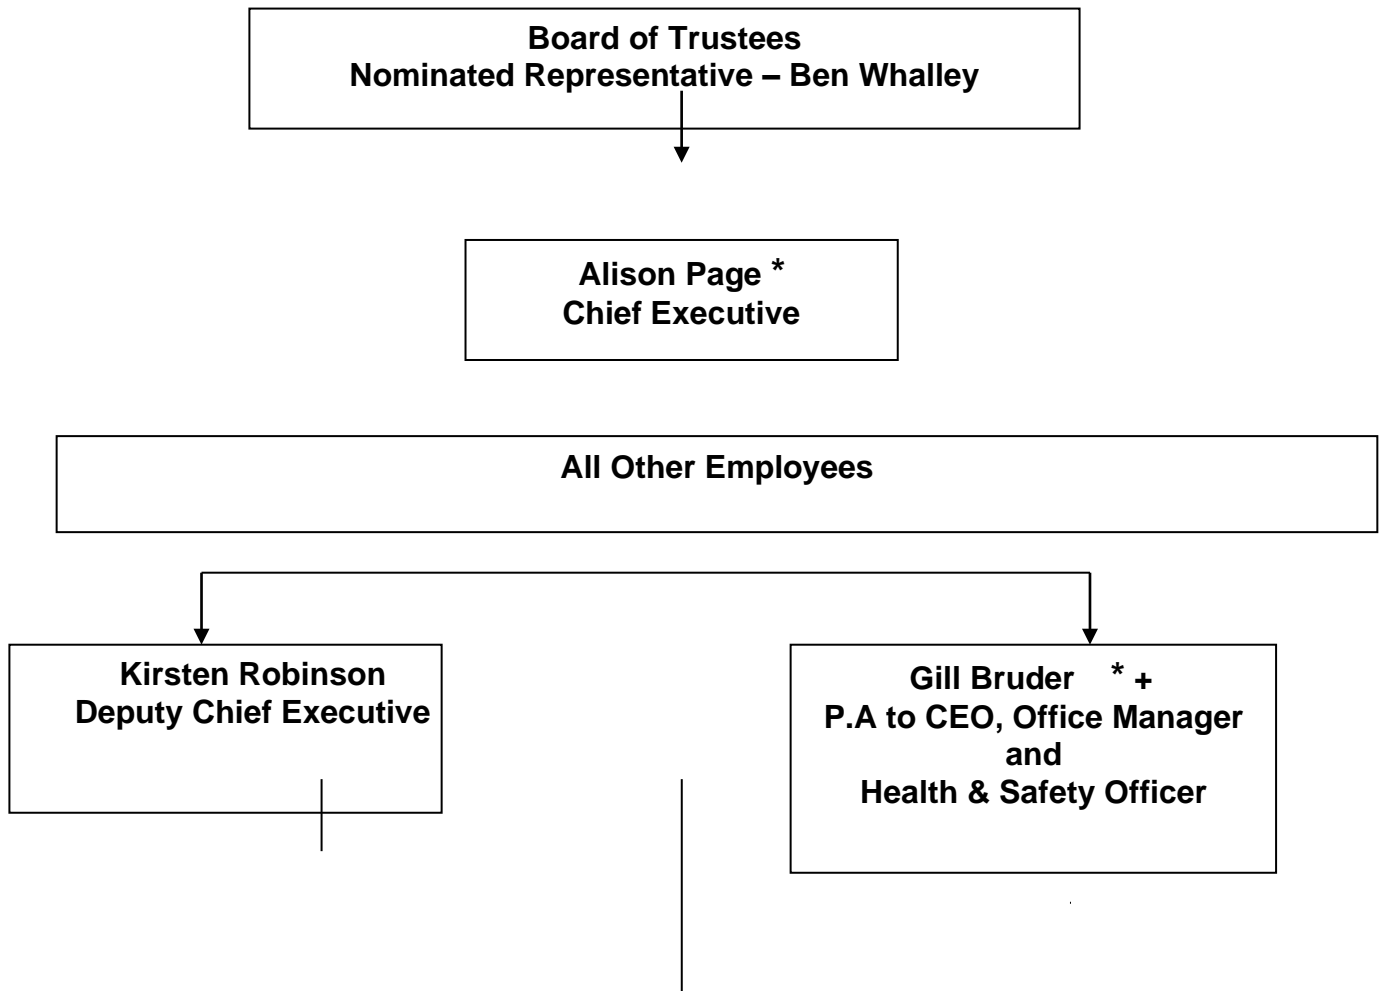 Board of Trustees
Nominated Representative – Ben Whalley
Alison Page *
Chief Executive
All Other Employees
Kirsten Robinson
Deputy Chief Executive
Gill Bruder * +
P.A to CEO, Office Manager
and
Health & Safety Officer